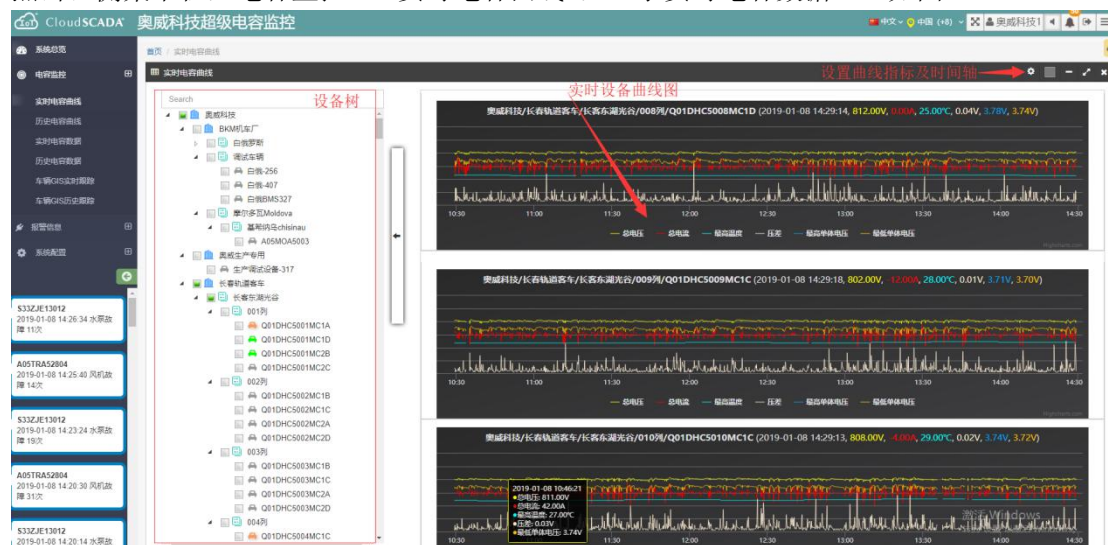 CloudSCADA 奥威科技超级电容监控 中文 中国 (+8) 奥威科技1
系统总览
电容监控
实时电容曲线
历史电容曲线
实时电容数据
历史电容数据
车辆GIS实时跟踪
车辆GIS历史跟踪
报警信息
系统配置
S33ZJE13012
2019-01-08 14:26:34 水泵故
障 11次
A05TRA52804
2019-01-08 14:25:40 风机故
障 14次
S33ZJE13012
2019-01-08 14:23:24 水泵故
障 19次
A05TRA52804
2019-01-08 14:20:30 风机故
障 31次
S33ZJE13012
2019-01-08 14:20:14 水泵故
首页 / 实时电容曲线
实时电容曲线
设置曲线指标及时间轴
Search
设备树
奥威科技
BKM机车厂
白俄罗斯
调试车辆
白俄-256
白俄-407
白俄BMS327
摩尔多瓦Moldova
基希纳乌chisinau
A05MOA5003
奥威生产专用
生产调试设备-317
长春轨道客车
长客东湖光谷
001列
Q01DHC5001MC1A
Q01DHC5001MC1D
Q01DHC5001MC2B
Q01DHC5001MC2C
002列
Q01DHC5002MC1B
Q01DHC5002MC1C
Q01DHC5002MC2A
Q01DHC5002MC2D
003列
Q01DHC5003MC1B
Q01DHC5003MC1C
Q01DHC5003MC2A
Q01DHC5003MC2D
004列
Q01DHC5004MC1C
实时设备曲线图
奥威科技/长春轨道客车/长客东湖光谷/008列/Q01DHC5008MC1D (2019-01-08 14:29:14, 812.00V, 0.00A, 25.00℃, 0.04V, 3.78V, 3.74V)
10:30 11:00 11:30 12:00 12:30 13:00 13:30 14:00 14:30
总电压 总电流 最高温度 压差 最高单体电压 最低单体电压
奥威科技/长春轨道客车/长客东湖光谷/009列/Q01DHC5009MC1C (2019-01-08 14:29:18, 802.00V, -12.00A, 28.00℃, 0.01V, 3.71V, 3.70V)
10:30 11:00 11:30 12:00 12:30 13:00 13:30 14:00 14:30
总电压 总电流 最高温度 压差 最高单体电压 最低单体电压
奥威科技/长春轨道客车/长客东湖光谷/010列/Q01DHC5010MC1C (2019-01-08 14:29:13, 808.00V, -4.00A, 29.00℃, 0.02V, 3.74V, 3.72V)
2019-01-08 10:46:21
总电压: 811.00V
总电流: 42.00A
最高温度: 27.00℃
压差: 0.03V
最低单体电压: 3.74V
激活 Windows
10:30 11:30 12:00 12:30 13:00 13:30 14:00 14:30